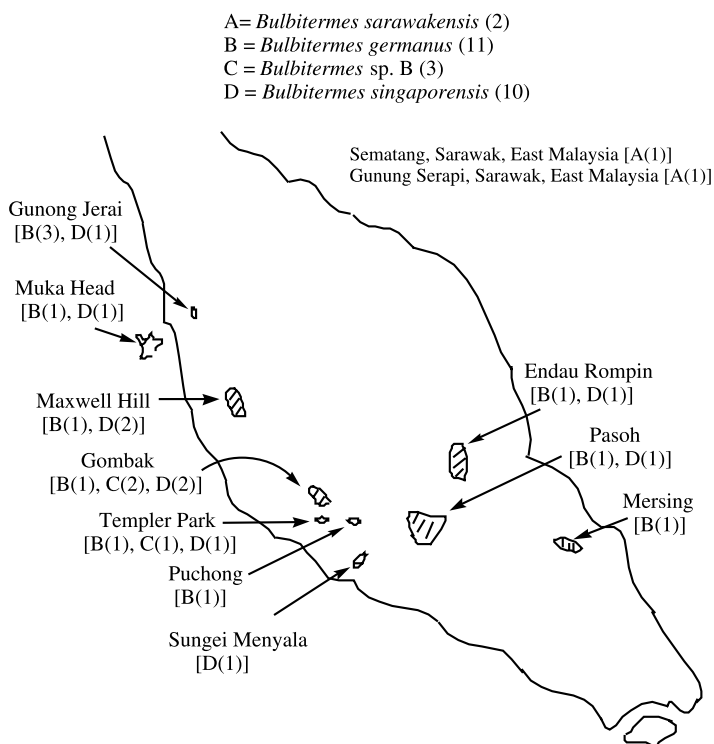 A= Bulbitermes sarawakensis (2)
B = Bulbitermes germanus (11)
C = Bulbitermes sp. B (3)
D = Bulbitermes singaporensis (10)
Sematang, Sarawak, East Malaysia [A(1)]
Gunung Serapi, Sarawak, East Malaysia [A(1)]
Gunong Jerai
[B(3), D(1)]
Muka Head
[B(1), D(1)]
Maxwell Hill
[B(1), D(2)]
Gombak
[B(1), C(2), D(2)]
Templer Park
[B(1), C(1), D(1)]
Puchong
[B(1)]
Sungei Menyala
[D(1)]
Endau Rompin
[B(1), D(1)]
Pasoh
[B(1), D(1)]
Mersing
[B(1)]